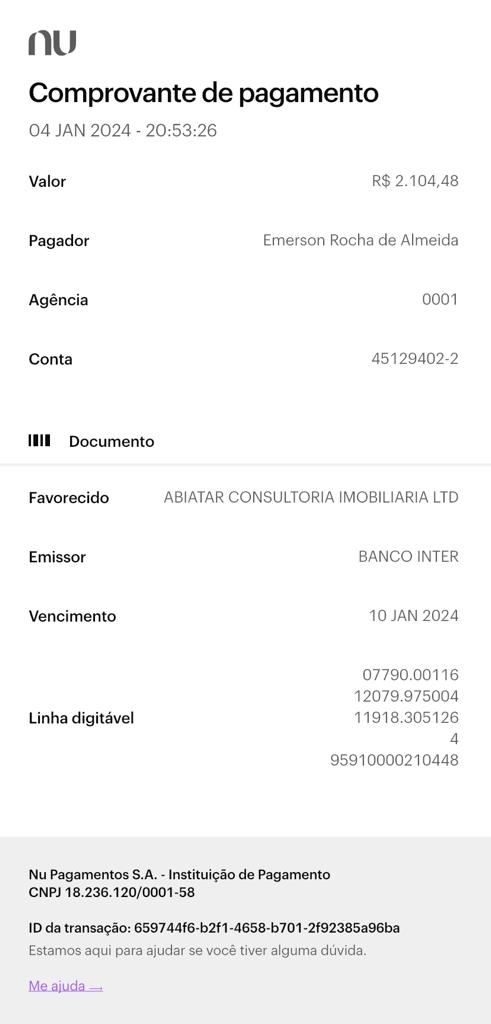 nu
Comprovante de pagamento
04 JAN 2024 - 20:53:26
Valor R$ 2.104,48
Pagador Emerson Rocha de Almeida
Agência 0001
Conta 45129402-2
Documento
Favorecido ABIATAR CONSULTORIA IMOBILIARIA LTD
Emissor BANCO INTER
Vencimento 10 JAN 2024
07790.00116
12079.975004
Linha digitável 11918.305126
4
95910000210448
Nu Pagamentos S.A. - Instituição de Pagamento
CNPJ 18.236.120/0001-58
ID da transação: 659744f6-b2f1-4658-b701-2f92385a96ba
Estamos aqui para ajudar se você tiver alguma dúvida.
Me ajuda →